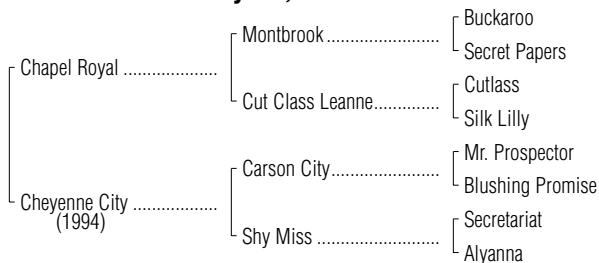 Buckaroo
Montbrook
Secret Papers
Chapel Royal
Cutlass
Cut Class Leanne
Silk Lilly
Mr. Prospector
Carson City
Blushing Promise
Cheyenne City
(1994)
Secretariat
Shy Miss
Alyanna